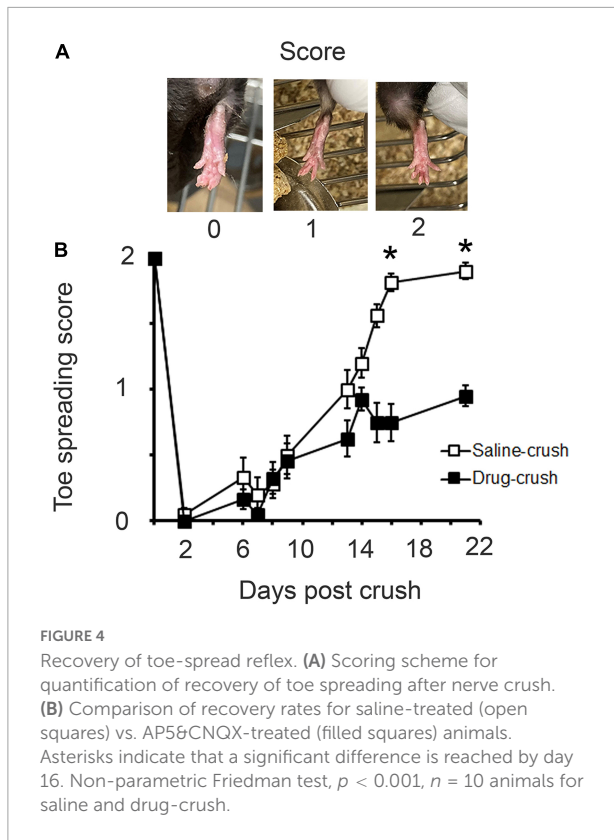 A
Score
0 1 2
B
2
1
0
Toe spreading score
* *
Saline-crush
Drug-crush
2 6 10 14 18 22
Days post crush
FIGURE 4
Recovery of toe-spread reflex. (A) Scoring scheme for
quantification of recovery of toe spreading after nerve crush.
(B) Comparison of recovery rates for saline-treated (open
squares) vs. AP5&CNQX-treated (filled squares) animals.
Asterisks indicate that a significant difference is reached by day
16. Non-parametric Friedman test, p < 0.001, n = 10 animals for
saline and drug-crush.